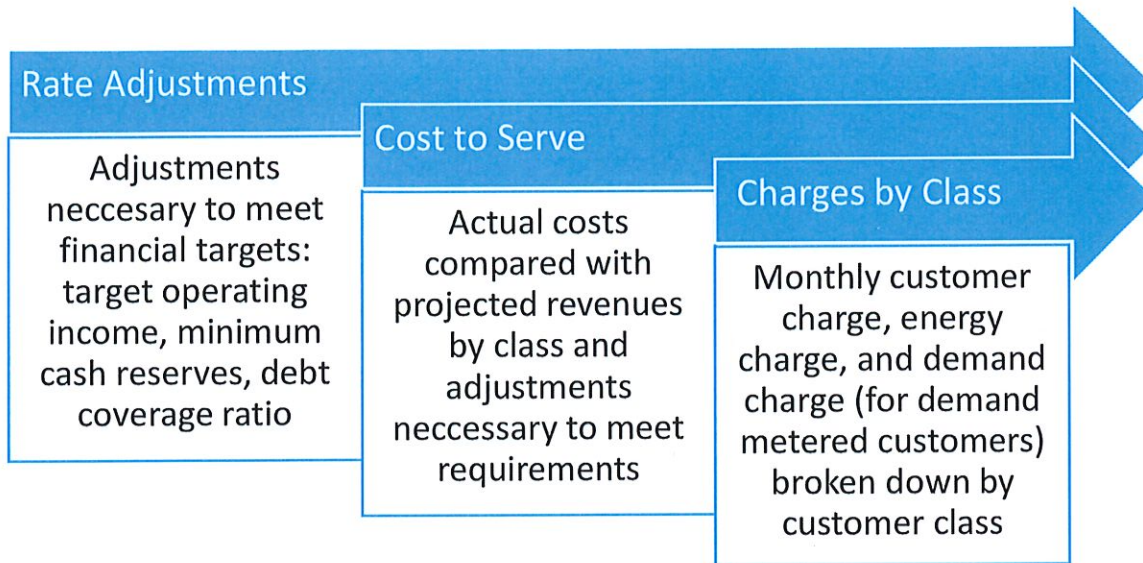 Rate Adjustments
Adjustments
neccesary to meet
financial targets:
target operating
income, minimum
cash reserves, debt
coverage ratio
Cost to Serve
Actual costs
compared with
projected revenues
by class and
adjustments
neccessary to meet
requirements
Charges by Class
Monthly customer
charge, energy
charge, and demand
charge (for demand
metered customers)
broken down by
customer class